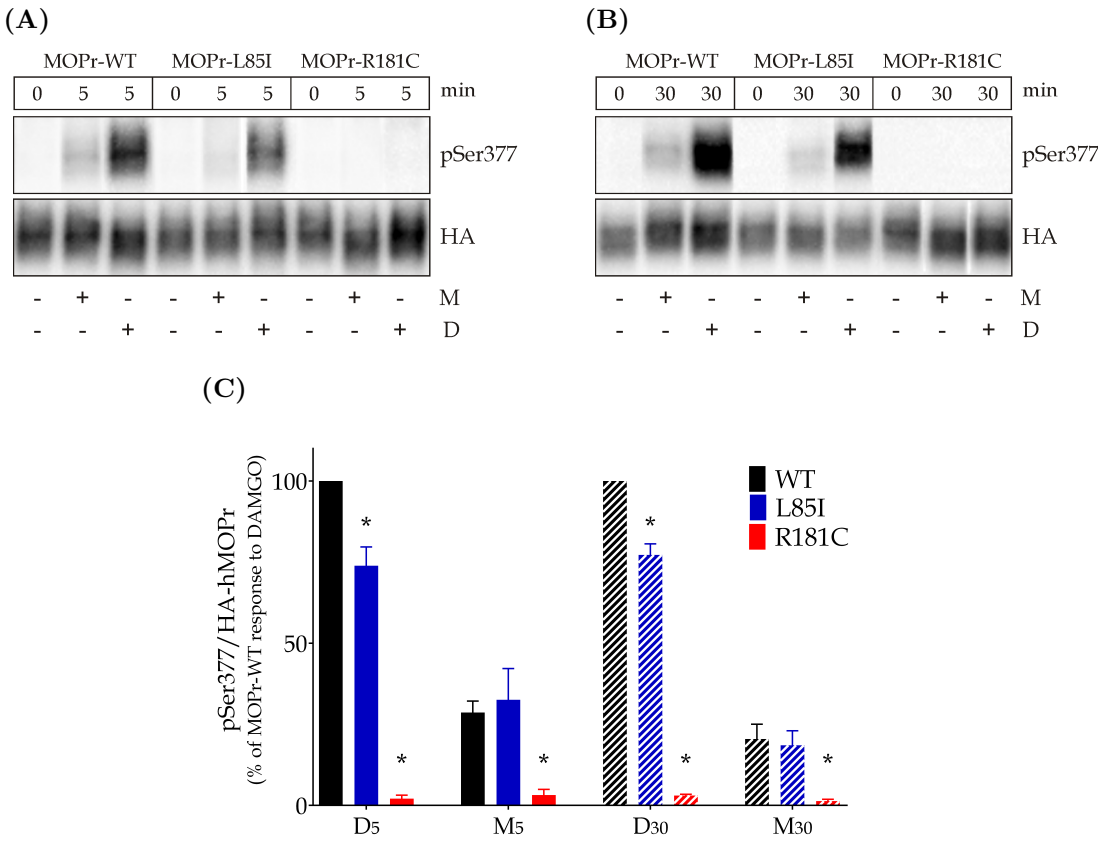 (A)
MOPr-WT MOPr-L85I MOPr-R181C
0 5 5 0 5 5 0 5 5 min
pSer377
HA
- + - - + - - + - M
- - + - - + - - + D
(B)
MOPr-WT MOPr-L85I MOPr-R181C
0 30 30 0 30 30 0 30 30 min
pSer377
HA
- + - - + - - + - M
- - + - - + - - + D
(C)
pSer377/HA-hMOPr
(% of MOPr-WT response to DAMGO)
100
50
0
WT
L85I
R181C
* * * * * *
D5 M5 D30 M30